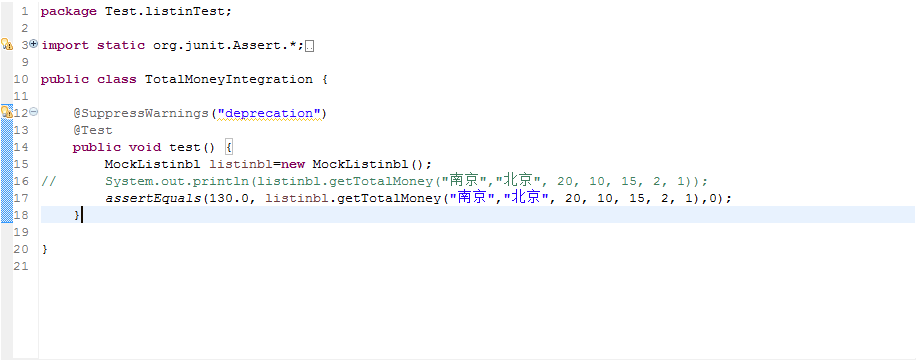 1 package Test.listinTest;
2
3 import static org.junit.Assert.*;
9
10 public class TotalMoneyIntegration {
11
12 @SuppressWarnings("deprecation")
13 @Test
14 public void test() {
15 MockListinbl listinbl=new MockListinbl();
16 // System.out.println(listinbl.getTotalMoney("南京","北京", 20, 10, 15, 2, 1));
17 assertEquals(130.0, listinbl.getTotalMoney("南京","北京", 20, 10, 15, 2, 1),0);
18 }
19
20 }
21